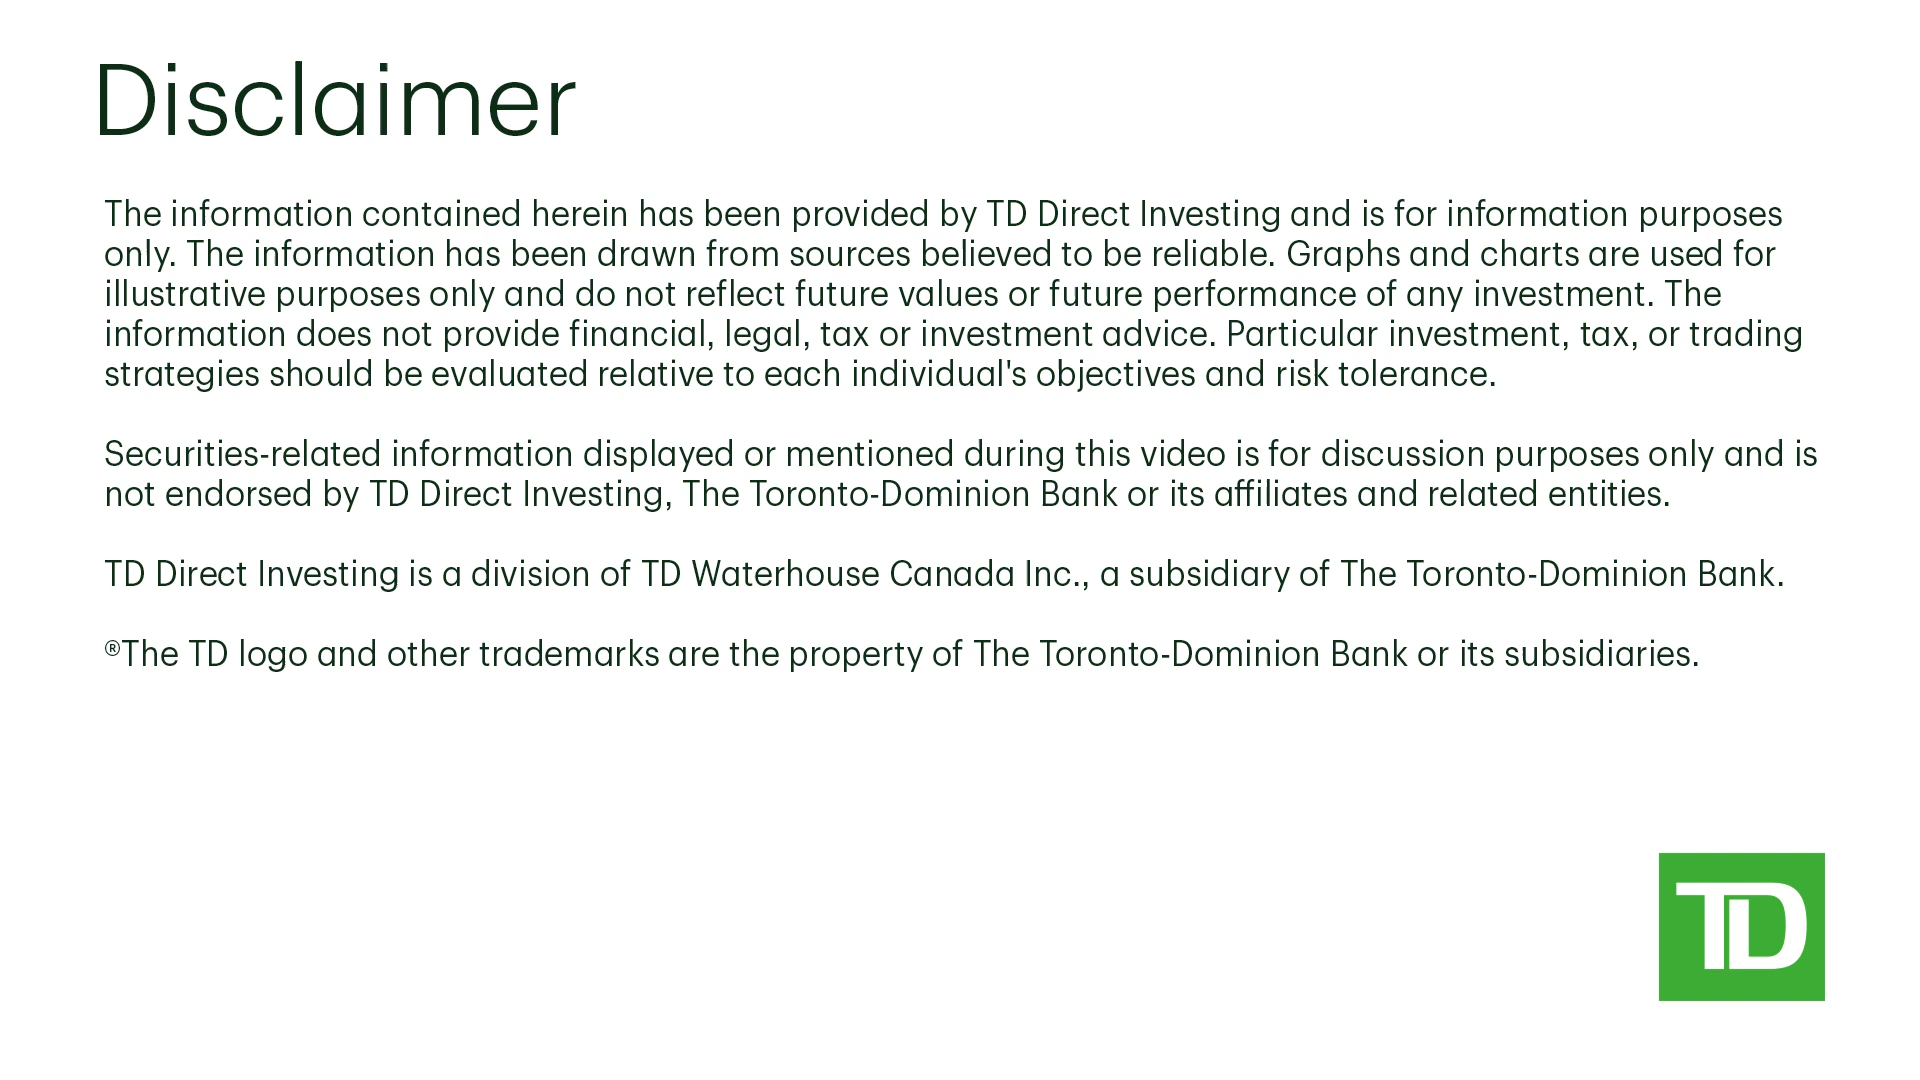 Disclaimer
The information contained herein has been provided by TD Direct Investing and is for information purposes
only. The information has been drawn from sources believed to be reliable. Graphs and charts are used for
illustrative purposes only and do not reflect future values or future performance of any investment. The
information does not provide financial, legal, tax or investment advice. Particular investment, tax, or trading
strategies should be evaluated relative to each individual's objectives and risk tolerance.
Securities-related information displayed or mentioned during this video is for discussion purposes only and is
not endorsed by TD Direct Investing, The Toronto-Dominion Bank or its affiliates and related entities.
TD Direct Investing is a division of TD Waterhouse Canada Inc., a subsidiary of The Toronto-Dominion Bank.
®The TD logo and other trademarks are the property of The Toronto-Dominion Bank or its subsidiaries.
TD